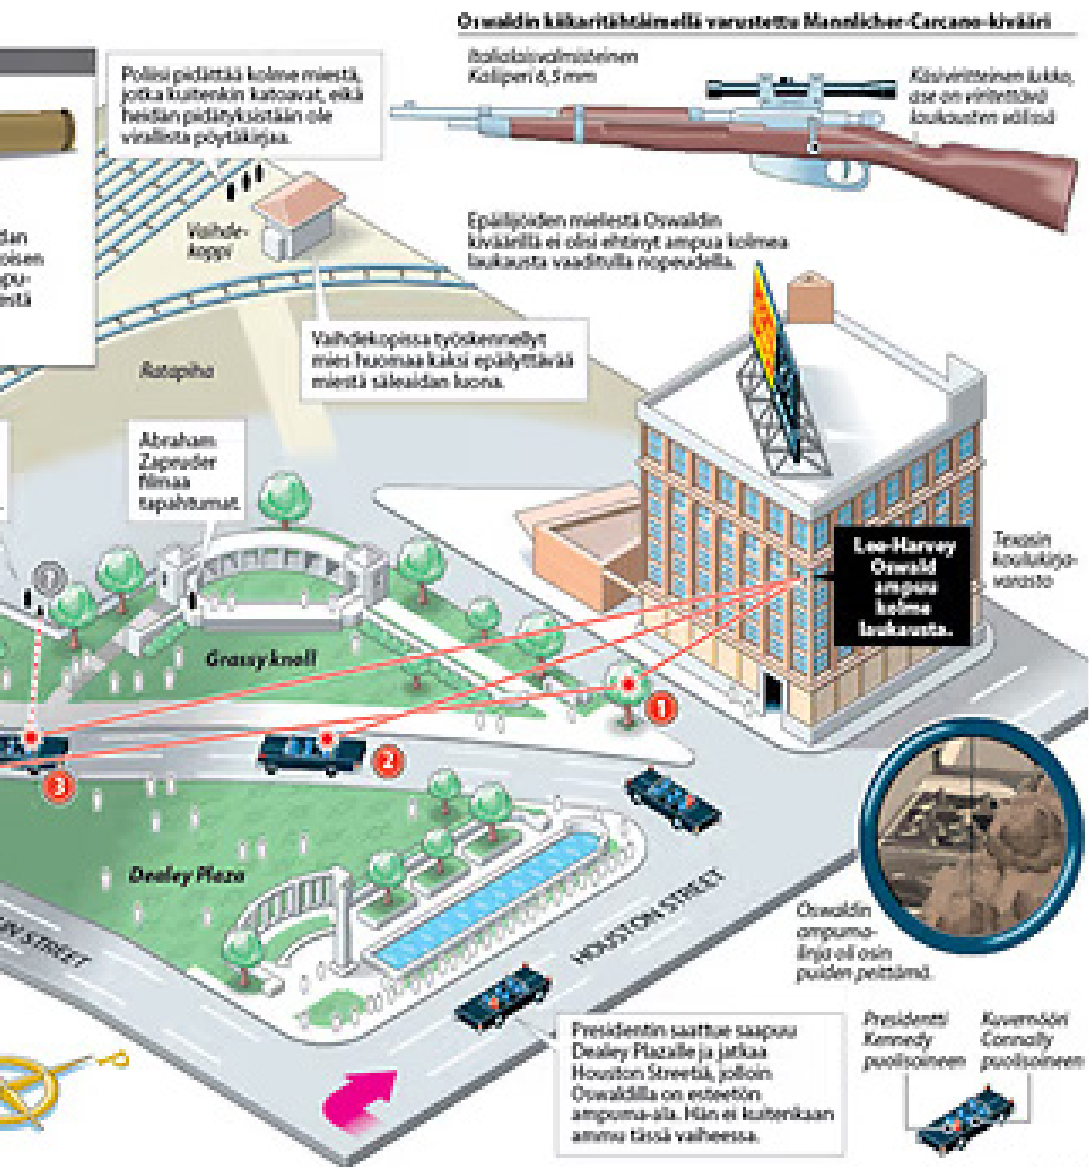 Oswaldin kiikaritähtäimellä varustettu Mannlicher-Carcano-kivääri
Italialaisvalmisteinen
Kaliiperi 6,5 mm
Käsiviritteinen lukko,
ase on viritettävä
laukausten välissä
Poliisi pidättää kolme miestä,
jotka kuitenkin katoavat, eikä
heidän pidätyksistään ole
virallista pöytäkirjaa.
Vaihde-
koppi
Epäilijöiden mielestä Oswaldin
kiväärillä ei olisi ehtinyt ampua kolmea
laukausta vaaditulla nopeudella.
Vaihdekopissa työskennellyt
mies huomaa kaksi epäilyttävää
miestä säleaidan luona.
Ratapiha
Abraham
Zapruder
filmaa
tapahtumat.
?
Lee-Harvey
Oswald
ampuu
kolme
laukausta.
Texasin
koulukirja-
varasto
Grassy knoll
1
2
3
Dealey Plaza
HOUSTON STREET
STREET
Oswaldin
ampuma-
linja oli osin
puiden peittämä.
Presidentin saattue saapuu
Dealey Plazalle ja jatkaa
Houston Streetiä, jolloin
Oswaldilla on esteetön
ampuma-ala. Hän ei kuitenkaan
ammu tässä vaiheessa.
Presidentti
Kennedy
puolisoineen
Kuvernööri
Connally
puolisoineen